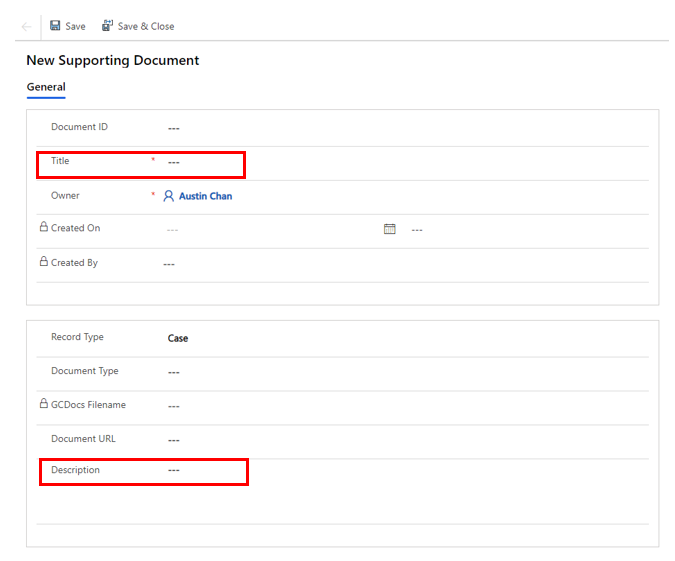 Save Save & Close
New Supporting Document
General
Document ID ---
Title * ---
Owner * Austin Chan
Created On --- ---
Created By ---
Record Type Case
Document Type ---
GCDocs Filename ---
Document URL ---
Description ---